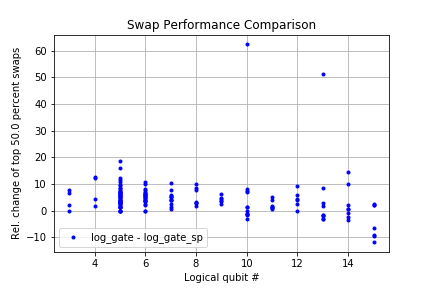 Swap Performance Comparison
Rel. change of top 50.0 percent swaps
60
50
40
30
20
10
0
−10
log_gate - log_gate_sp
4 6 8 10 12 14
Logical qubit #